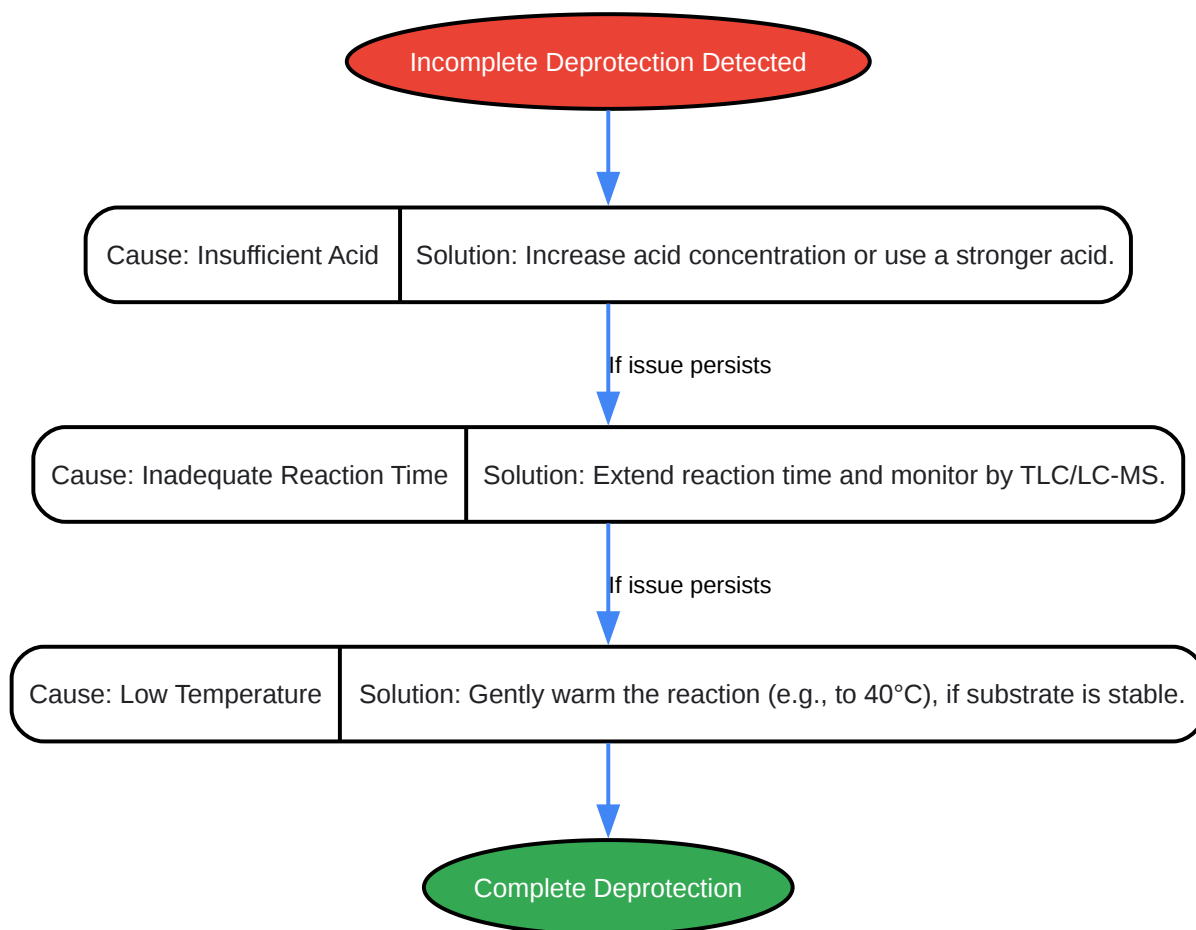 Incomplete Deprotection Detected
Cause: Insufficient Acid
Solution: Increase acid concentration or use a stronger acid.
If issue persists
Cause: Inadequate Reaction Time
Solution: Extend reaction time and monitor by TLC/LC-MS.
If issue persists
Cause: Low Temperature
Solution: Gently warm the reaction (e.g., to 40°C), if substrate is stable.
Complete Deprotection